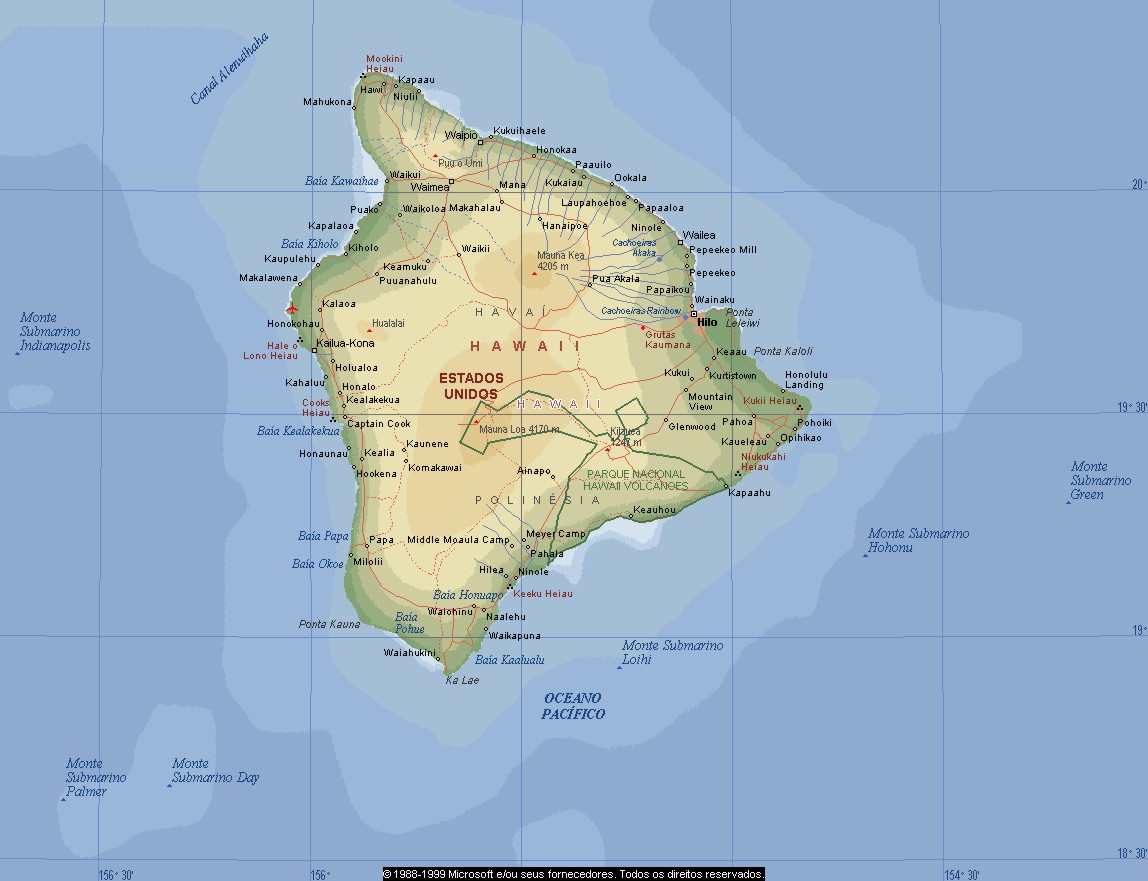 Mookini
Heiau
Canal Alenuihaha
Kapaau
Hawi
Niulii
Mahukona
Waipio
Kukuihaele
Honokaa
Puu o Umi
Paauilo
Baía Kawaihae
Waikui
Waimea
Mana
Kukaiau
Ookala
20°
Puako
Waikoloa
Makahalau
Laupahoehoe
Papaaloa
Kapalaoa
Hanaipoe
Ninole
Wailea
Baía Kiholo
Kiholo
Waikii
Cachoeiras
Akaka
Pepeekeo Mill
Kaupulehu
Keamuku
Mauna Kea
4205 m
Pepeekeo
Makalawena
Puuanahulu
Pua Akala
Papaikou
Kalaoa
Wainaku
HAVAÍ
Cachoeiras Rainbow
Ponta
Leleiwi
Monte
Submarino
Indianapolis
Honokohau
Hualalai
Hilo
Grutas
Kaumana
Hale o
Lono Heiau
Kailua-Kona
HAWAII
Keaau
Ponta Kaloli
Holualoa
Kahaluu
Honalo
ESTADOS
UNIDOS
Kukui
Kurtistown
Honolulu
Landing
Kealakekua
HAWAÍI
Mountain
View
Kukii Heiau
19° 30'
Cooks
Heiau
Captain Cook
Mauna Loa 4170 m
Kilauea
1247 m
Glenwood
Pahoa
Pohoiki
Baía Kealakekua
Kaueleau
Opihikao
Honaunau
Kealia
Kaunene
Niukukahi
Heiau
Hookena
Komakawai
Ainapo
PARQUE NACIONAL
HAWAII VOLCANOES
Monte
Submarino
Green
Kapaahu
POLINÉSIA
Keauhou
Baía Papa
Papa
Middle Moaula Camp
Meyer Camp
Monte Submarino
Hohonu
Baía Okoe
Milolii
Pahala
Hilea
Ninole
Baía Honuapo
Keeku Heiau
Waiohinu
Naalehu
Ponta Kauna
Baía
Pohue
Waikapuna
19°
Waiahukini
Baía Kaalualu
Monte Submarino
Loihi
Ka Lae
OCEANO
PACÍFICO
Monte
Submarino
Palmer
Monte
Submarino Day
18° 30'
156° 30'
156°
154° 30'
© 1988-1999 Microsoft e/ou seus fornecedores. Todos os direitos reservados.